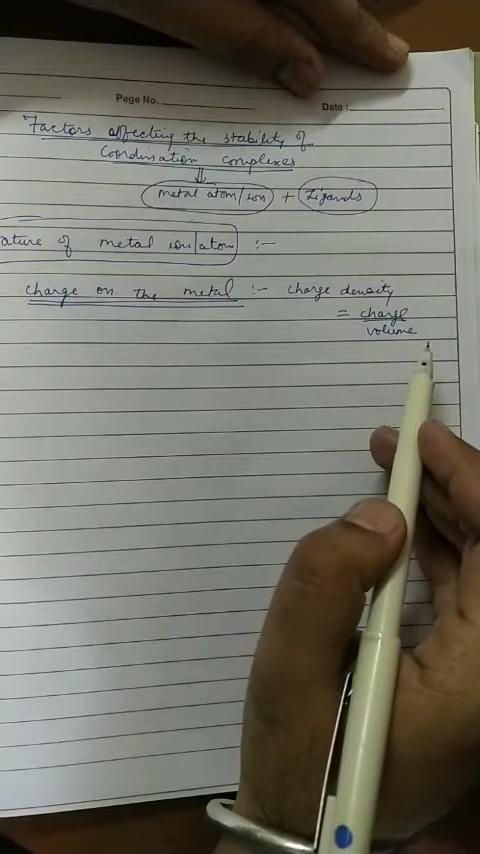 Page No.
Date :
Factors affecting the stability of
Coordination complexes
⇓
metal atom/ion + Ligands
ature of metal ion/atom :-
charge on the metal :- charge density
= charge
volume